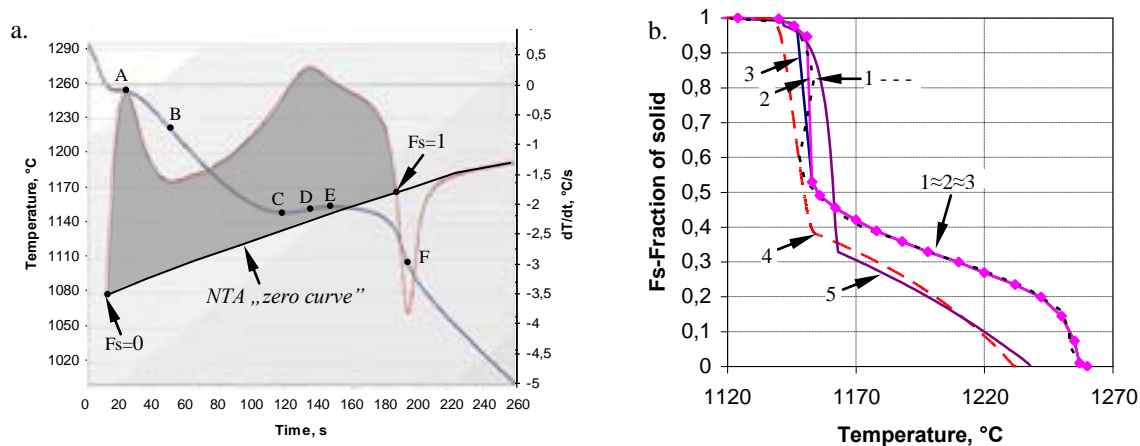 a.
1290
1260
1230
1200
1170
1140
1110
1080
1050
1020
Temperature, °C
0 20 40 60 80 100 120 140 160 180 200 220 240 260
Time, s
0,5
0
-0,5
-1
-1,5
-2
-2,5
-3
-3,5
-4
-4,5
-5
dT/dt, °C/s
A
B
C
D
E
F
Fs=1
Fs=0
NTA „zero curve”
b.
1
0,9
0,8
0,7
0,6
0,5
0,4
0,3
0,2
0,1
0
Fs-Fraction of solid
1120 1170 1220 1270
Temperature, °C
3
2
1 - - - -
1≈2≈3
4
5